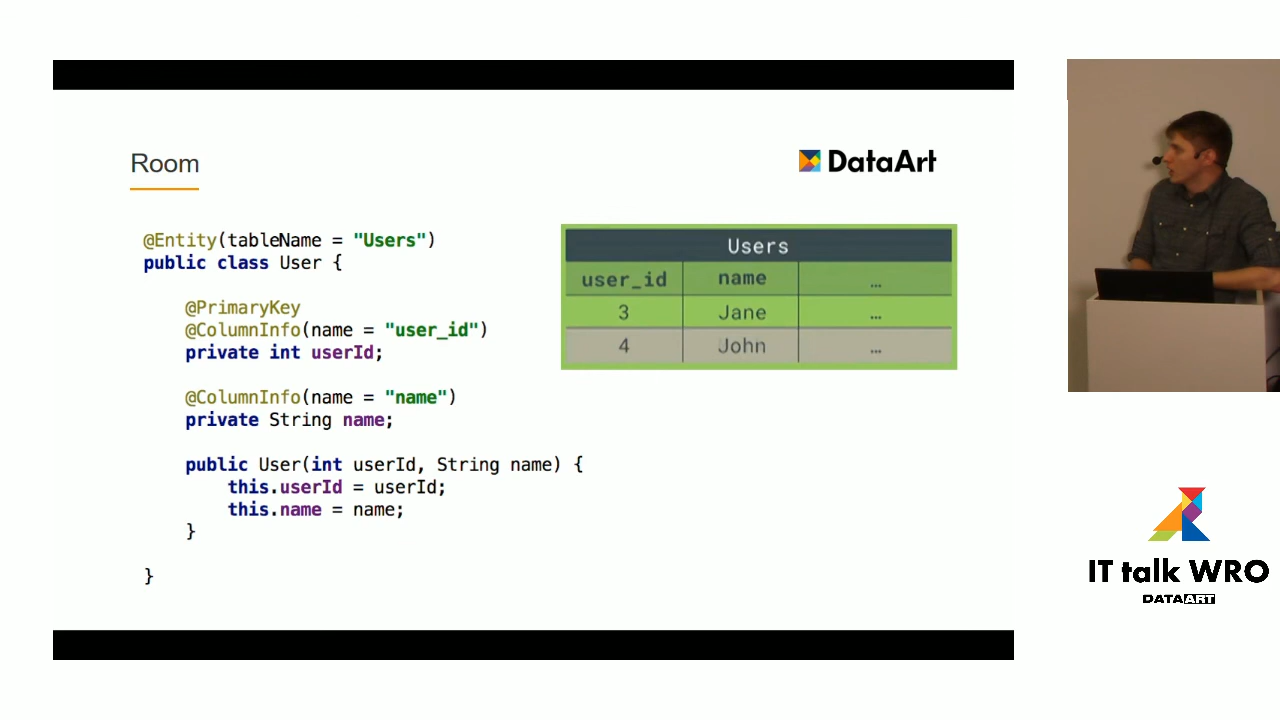 Room
DataArt
@Entity(tableName = "Users")
public class User {
@PrimaryKey
@ColumnInfo(name = "user_id")
private int userId;
@ColumnInfo(name = "name")
private String name;
public User(int userId, String name) {
this.userId = userId;
this.name = name;
}
}
Users
user_id name …
3 Jane …
4 John …
IT talk WRO
DATAART